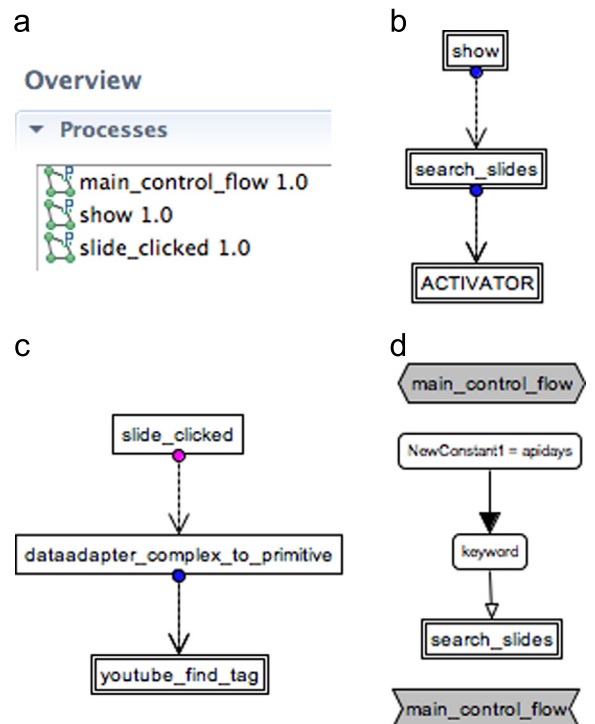 a
Overview
Processes
main_control_flow 1.0
show 1.0
slide_clicked 1.0
b
show
search_slides
ACTIVATOR
c
slide_clicked
dataadapter_complex_to_primitive
youtube_find_tag
d
main_control_flow
NewConstant1 = apidays
keyword
search_slides
main_control_flow